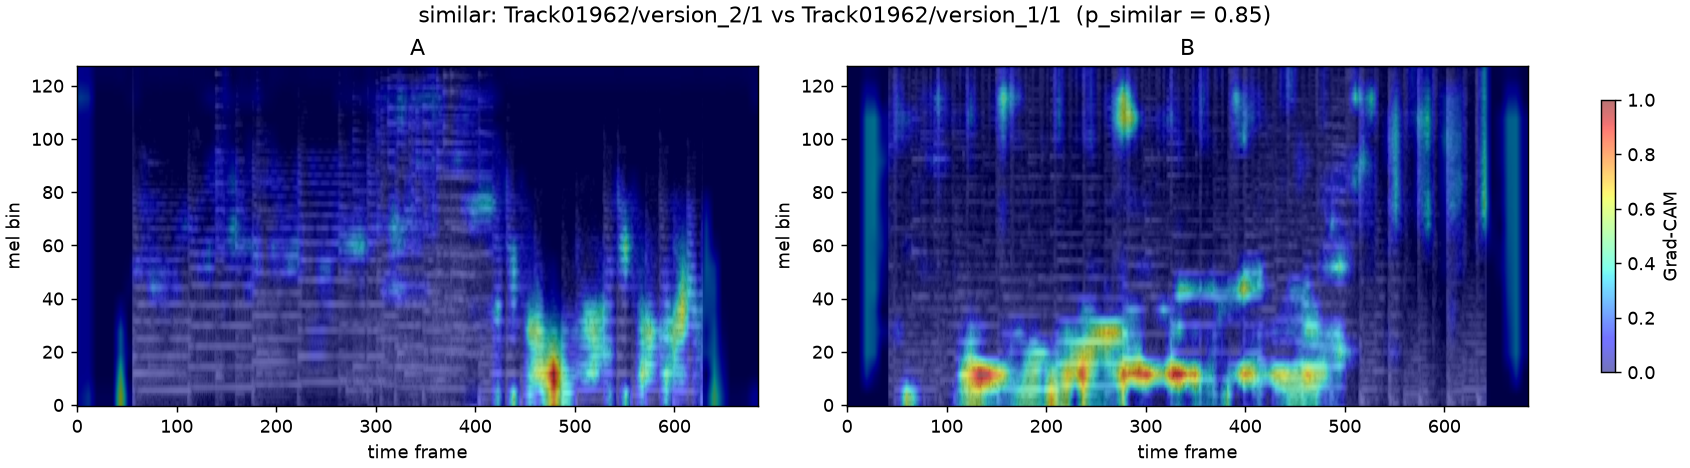 similar: Track01962/version_2/1 vs Track01962/version_1/1 (p_similar = 0.85)
A
B
120
100
80
60
40
20
0
mel bin
0 100 200 300 400 500 600
time frame
120
100
80
60
40
20
0
mel bin
0 100 200 300 400 500 600
time frame
1.0
0.8
0.6
0.4
0.2
0.0
Grad-CAM